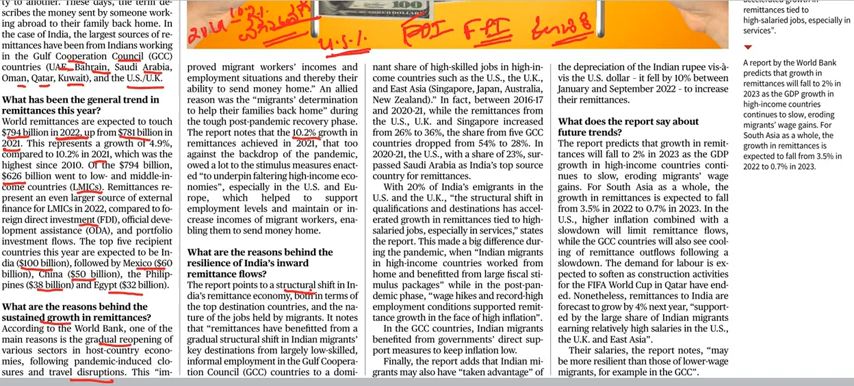 ty to another. These days, the term de-
scribes the money sent by someone work-
ing abroad to their family back home. In
the case of India, the largest sources of re-
mittances have been from Indians working
in the Gulf Cooperation Council (GCC)
countries (UAE, Bahrain, Saudi Arabia,
Oman, Qatar, Kuwait), and the U.S./U.K.
What has been the general trend in
remittances this year?
World remittances are expected to touch
$794 billion in 2022, up from $781 billion in
2021. This represents a growth of 4.9%,
compared to 10.2% in 2021, which was the
highest since 2010. Of the $794 billion,
$626 billion went to low- and middle-in-
come countries (LMICs). Remittances re-
present an even larger source of external
finance for LMICs in 2022, compared to fo-
reign direct investment (FDI), official deve-
lopment assistance (ODA), and portfolio
investment flows. The top five recipient
countries this year are expected to be In-
dia ($100 billion), followed by Mexico ($60
billion), China ($50 billion), the Philip-
pines ($38 billion) and Egypt ($32 billion).
What are the reasons behind the
sustained growth in remittances?
According to the World Bank, one of the
main reasons is the gradual reopening of
various sectors in host-country econo-
mies, following pandemic-induced clo-
sures and travel disruptions. This "im-
100
U.S.
FDI FPI
proved migrant workers' incomes and
employment situations and thereby their
ability to send money home." An allied
reason was the "migrants' determination
to help their families back home" during
the tough post-pandemic recovery phase.
The report notes that the 10.2% growth in
remittances achieved in 2021, that too
against the backdrop of the pandemic,
owed a lot to the stimulus measures enact-
ed "to underpin faltering high-income eco-
nomies", especially in the U.S. and Eu-
rope, which helped to support
employment levels and maintain or in-
crease incomes of migrant workers, ena-
bling them to send money home.
What are the reasons behind the
resilience of India's inward
remittance flows?
The report points to a structural shift in In-
dia's remittance economy, both in terms of
the top destination countries, and the na-
ture of the jobs held by migrants. It notes
that "remittances have benefited from a
gradual structural shift in Indian migrants'
key destinations from largely low-skilled,
informal employment in the Gulf Coopera-
tion Council (GCC) countries to a domi-
nant share of high-skilled jobs in high-in-
come countries such as the U.S., the U.K.,
and East Asia (Singapore, Japan, Australia,
New Zealand)." In fact, between 2016-17
and 2020-21, while the remittances from
the U.S., U.K. and Singapore increased
from 26% to 36%, the share from five GCC
countries dropped from 54% to 28%. In
2020-21, the U.S., with a share of 23%, sur-
passed Saudi Arabia as India's top source
country for remittances.
With 20% of India's emigrants in the
U.S. and the U.K., "the structural shift in
qualifications and destinations has accel-
erated growth in remittances tied to high-
salaried jobs, especially in services," states
the report. This made a big difference dur-
ing the pandemic, when "Indian migrants
in high-income countries worked from
home and benefited from large fiscal sti-
mulus packages" while in the post-pan-
demic phase, "wage hikes and record-high
employment conditions supported remit-
tance growth in the face of high inflation".
In the GCC countries, Indian migrants
benefited from governments' direct sup-
port measures to keep inflation low.
Finally, the report adds that Indian mi-
grants may also have "taken advantage" of
the depreciation of the Indian rupee vis-à-
vis the U.S. dollar - it fell by 10% between
January and September 2022 - to increase
their remittances.
What does the report say about
future trends?
The report predicts that growth in remit-
tances will fall to 2% in 2023 as the GDP
growth in high-income countries conti-
nues to slow, eroding migrants' wage
gains. For South Asia as a whole, the
growth in remittances is expected to fall
from 3.5% in 2022 to 0.7% in 2023. In the
U.S., higher inflation combined with a
slowdown will limit remittance flows,
while the GCC countries will also see cool-
ing of remittance outflows following a
slowdown. The demand for labour is ex-
pected to soften as construction activities
for the FIFA World Cup in Qatar have end-
ed. Nonetheless, remittances to India are
forecast to grow by 4% next year, "support-
ed by the large share of Indian migrants
earning relatively high salaries in the U.S.,
the U.K. and East Asia".
Their salaries, the report notes, "may
be more resilient than those of lower-wage
migrants, for example in the GCC".
remittances tied to
high-salaried jobs, especially in
services".
A report by the World Bank
predicts that growth in
remittances will fall to 2% in
2023 as the GDP growth in
high-income countries
continues to slow, eroding
migrants' wage gains. For
South Asia as a whole, the
growth in remittances is
expected to fall from 3.5% in
2022 to 0.7% in 2023.